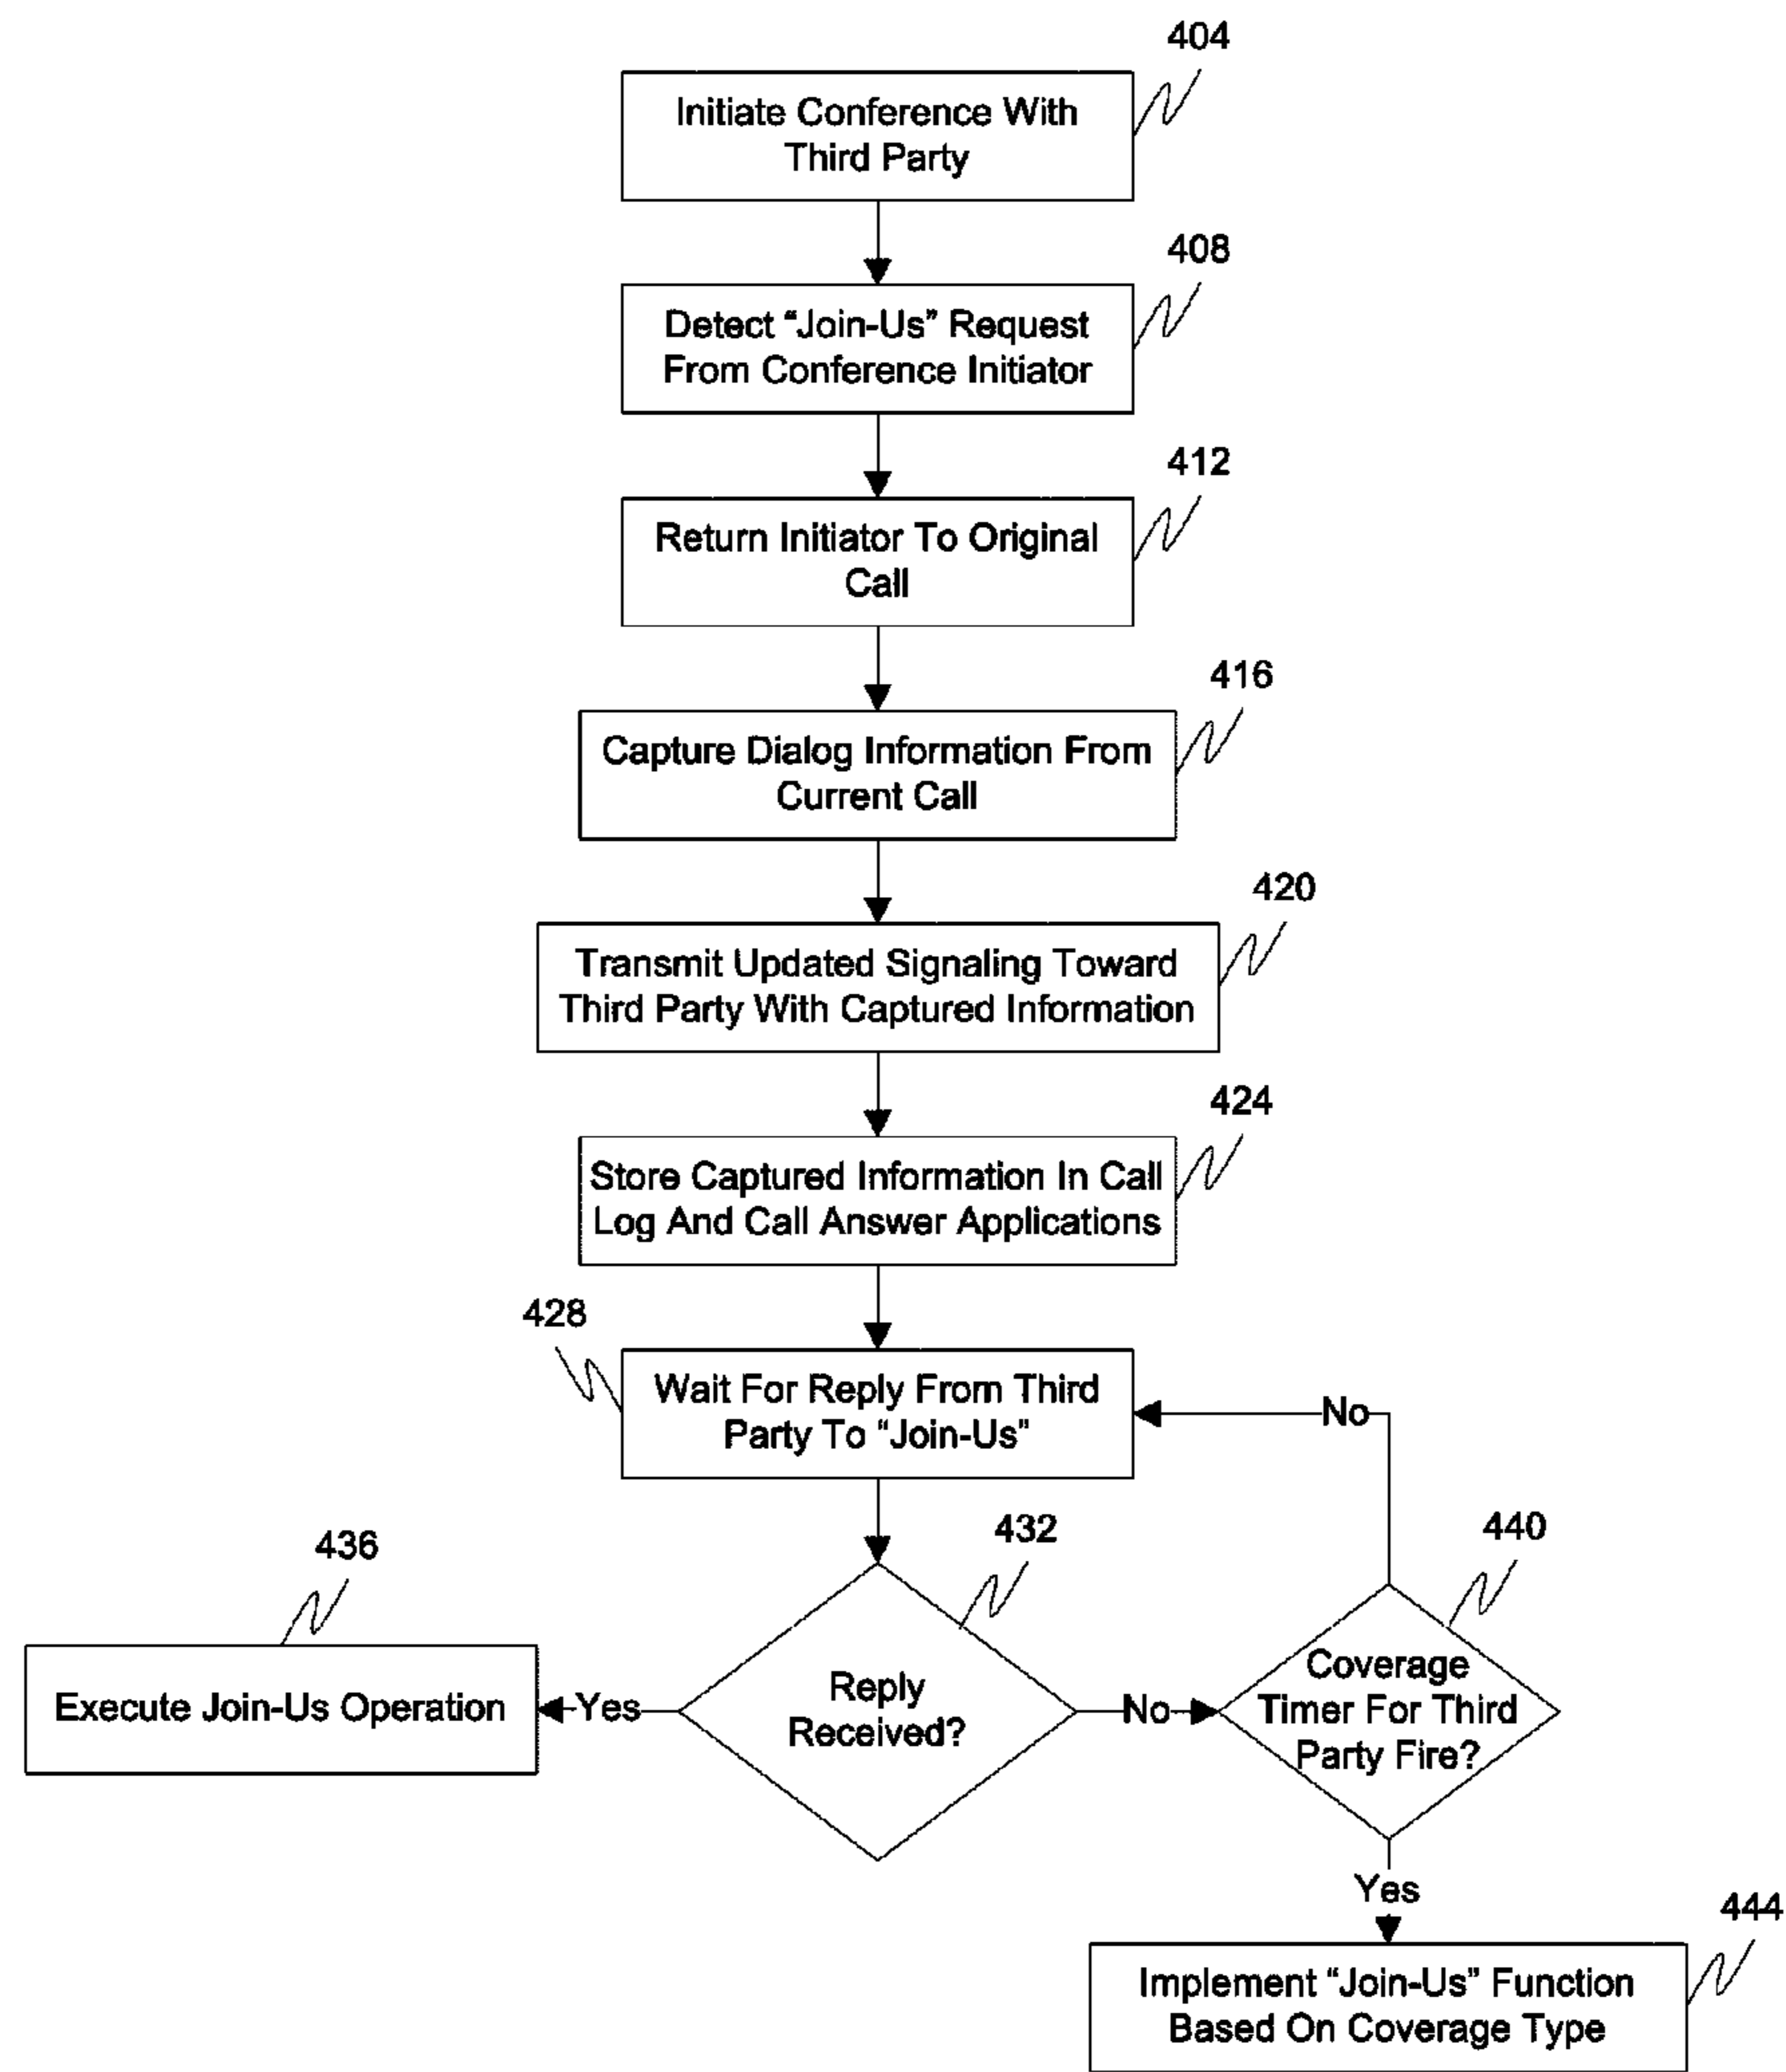 404
Initiate Conference With
Third Party
408
Detect “Join-Us” Request
From Conference Initiator
412
Return Initiator To Original
Call
416
Capture Dialog Information From
Current Call
420
Transmit Updated Signaling Toward
Third Party With Captured Information
424
Store Captured Information In Call
Log And Call Answer Applications
428
Wait For Reply From Third
Party To “Join-Us”
No
432
440
436
Reply
Received?
Yes
Execute Join-Us Operation
No
Coverage
Timer For Third
Party Fire?
Yes
444
Implement “Join-Us” Function
Based On Coverage Type